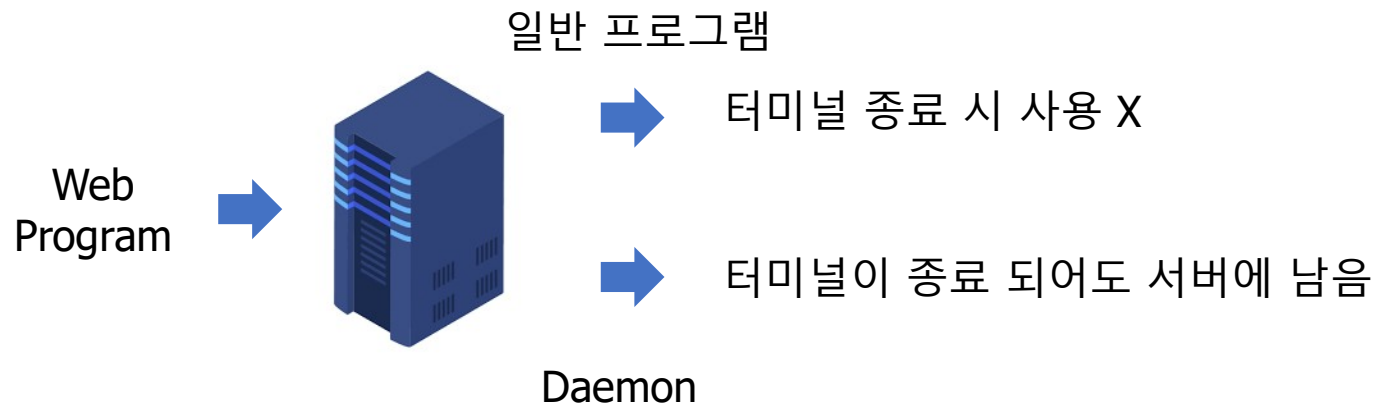 일반 프로그램
터미널 종료 시 사용 X
Web
Program
터미널이 종료 되어도 서버에 남음
Daemon